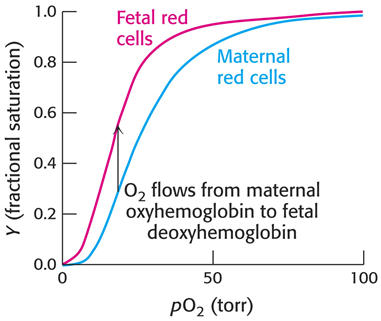 Fetal red
cells
Maternal
red cells
O₂ flows from maternal
oxyhemoglobin to fetal
deoxyhemoglobin
Y (fractional saturation)
1.0
0.8
0.6
0.4
0.2
0.0
0
50
100
pO₂ (torr)